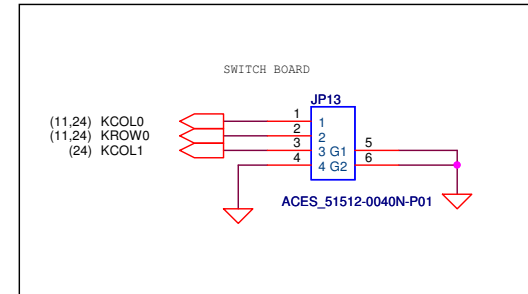 SWITCH BOARD
JP13
(11,24) KCOL0 1 1
(11,24) KROW0 2 2
(24) KCOL1 3 3 G1 5
4 4 G2 6
ACES_51512-0040N-P01